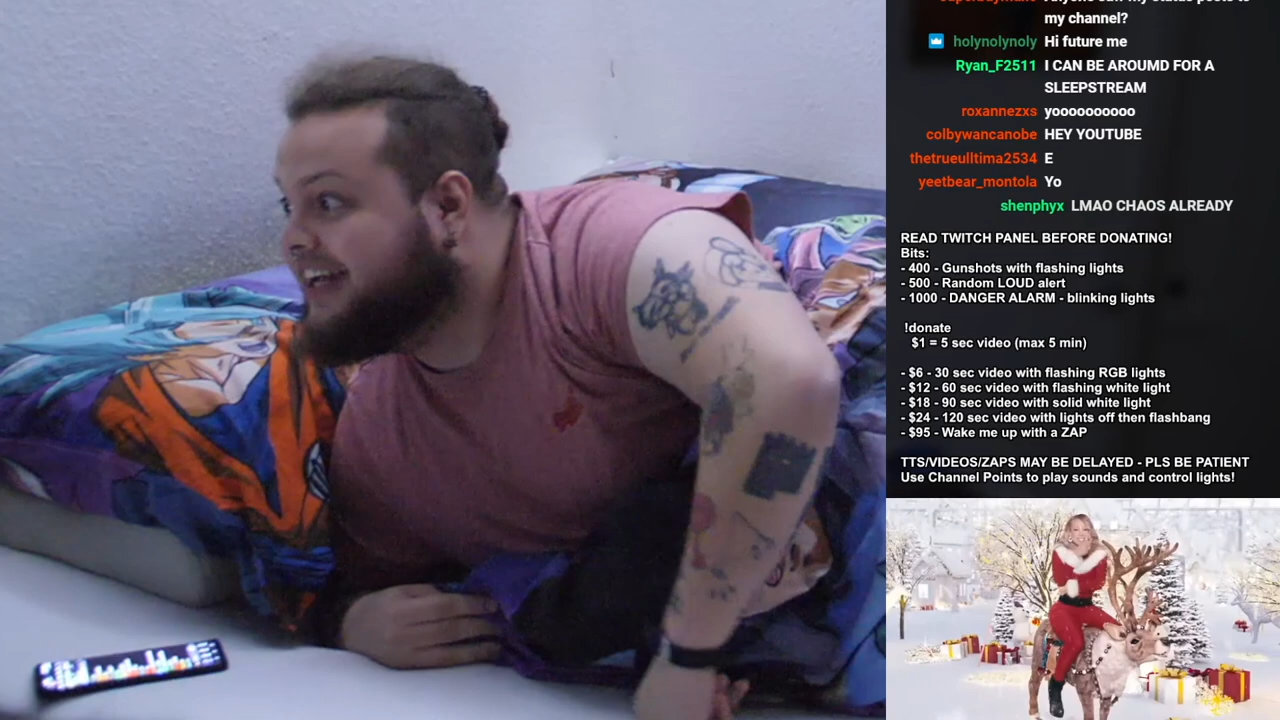 my channel?
holynolynoly Hi future me
Ryan_F2511 I CAN BE AROUMD FOR A
SLEEPSTREAM
roxannezxs yoooooooooo
colbywancanobe HEY YOUTUBE
thetrueulltima2534 E
yeetbear_montola Yo
shenphyx LMAO CHAOS ALREADY
READ TWITCH PANEL BEFORE DONATING!
Bits:
- 400 - Gunshots with flashing lights
- 500 - Random LOUD alert
- 1000 - DANGER ALARM - blinking lights
!donate
$1 = 5 sec video (max 5 min)
- $6 - 30 sec video with flashing RGB lights
- $12 - 60 sec video with flashing white light
- $18 - 90 sec video with solid white light
- $24 - 120 sec video with lights off then flashbang
- $95 - Wake me up with a ZAP
TTS/VIDEOS/ZAPS MAY BE DELAYED - PLS BE PATIENT
Use Channel Points to play sounds and control lights!